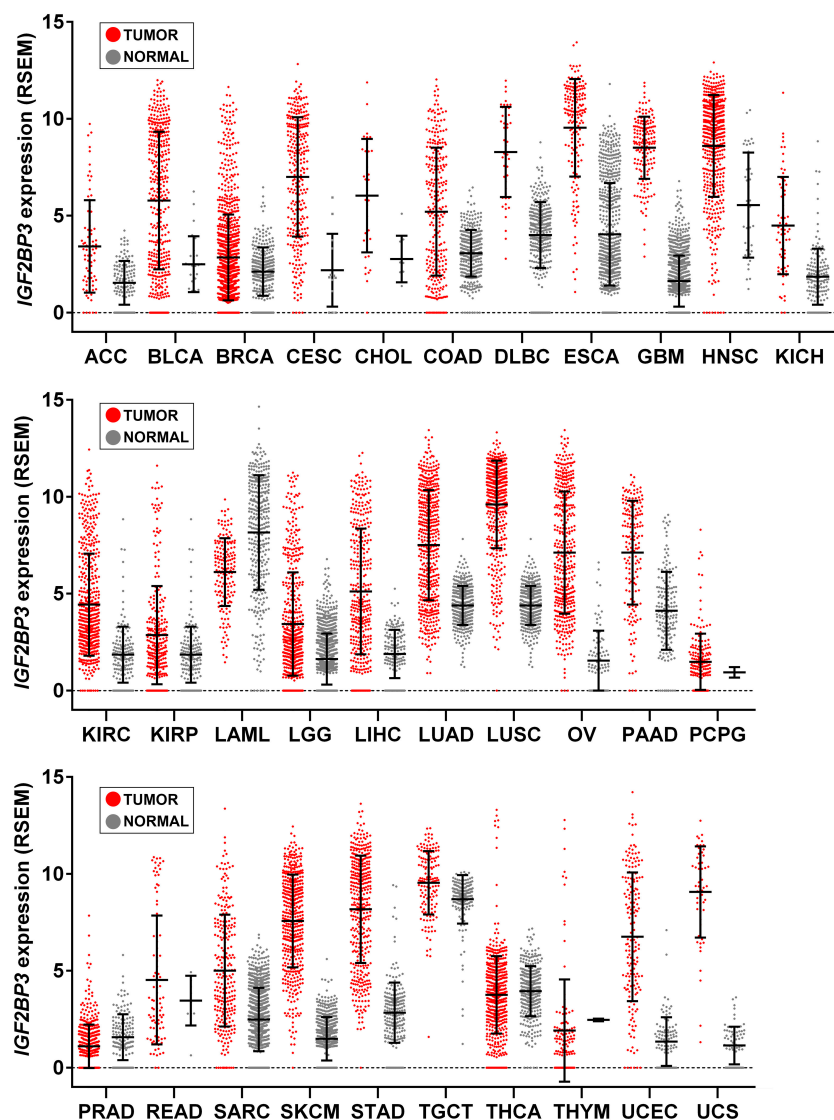 IGF2BP3 expression (RSEM)
15
10
5
0
TUMOR
NORMAL
ACC BLCA BRCA CESC CHOL COAD DLBC ESCA GBM HNSC KICH
IGF2BP3 expression (RSEM)
15
10
5
0
TUMOR
NORMAL
KIRC KIRP LAML LGG LIHC LUAD LUSC OV PAAD PCPG
IGF2BP3 expression (RSEM)
15
10
5
0
TUMOR
NORMAL
PRAD READ SARC SKCM STAD TGCT THCA THYM UCEC UCS